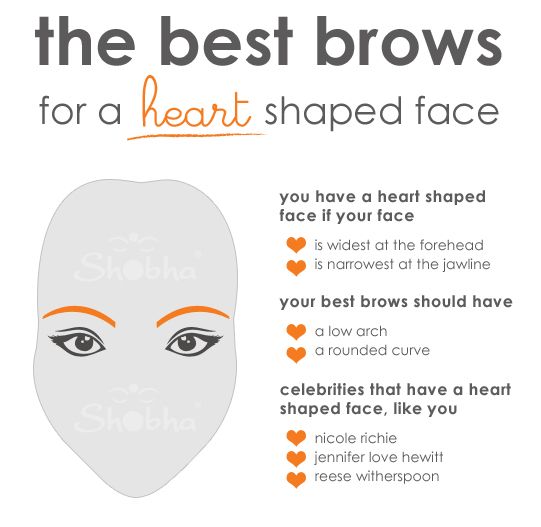 the best brows
for a heart shaped face
you have a heart shaped
face if your face
is widest at the forehead
is narrowest at the jawline
your best brows should have
a low arch
a rounded curve
celebrities that have a heart
shaped face, like you
nicole richie
jennifer love hewitt
reese witherspoon
Shobha®
Shobha®